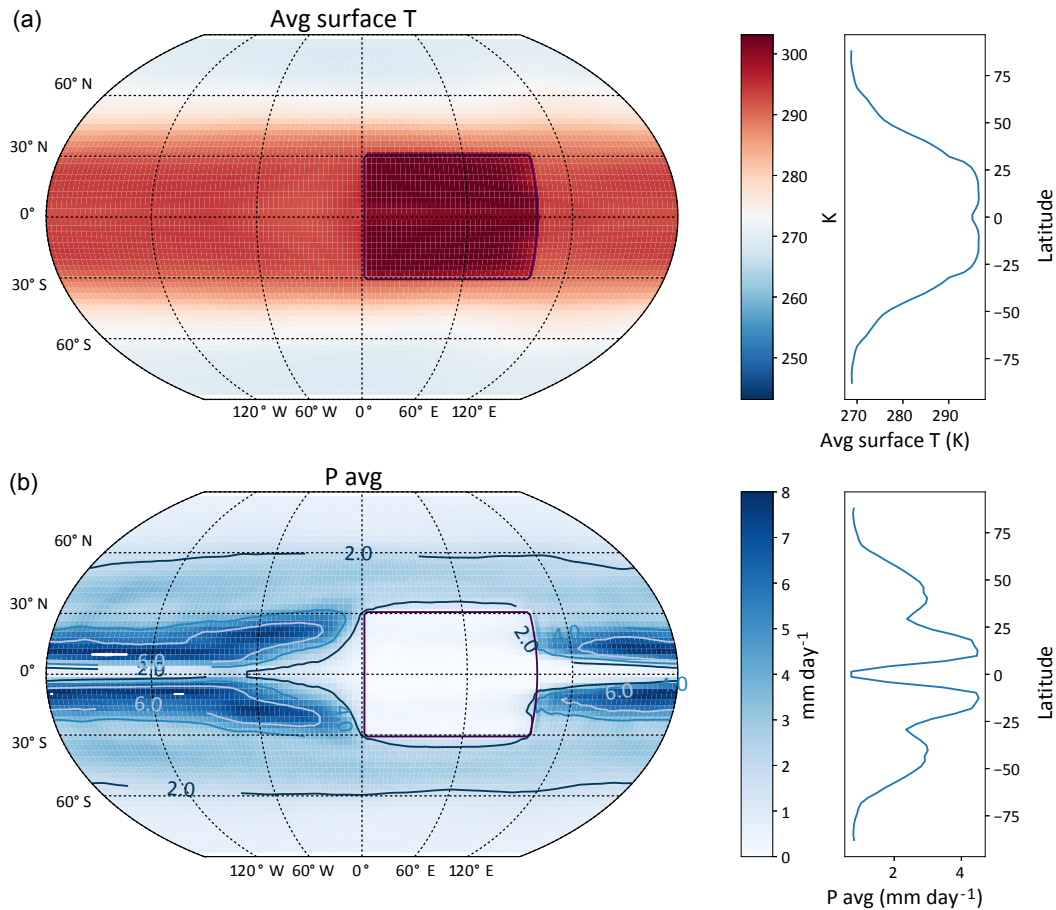 (a)
Avg surface T
60° N
30° N
0°
30° S
60° S
120° W 60° W 0° 60° E 120° E
300
290
280
270
260
250
K
75
50
25
0
−25
−50
−75
Latitude
270 280 290
Avg surface T (K)
(b)
P avg
60° N
30° N
0°
30° S
60° S
2.0
2.0
4.0
2.0
6.0
6.0
4.0
2.0
120° W 60° W 0° 60° E 120° E
8
7
6
5
4
3
2
1
0
mm day⁻¹
75
50
25
0
−25
−50
−75
Latitude
2 4
P avg (mm day⁻¹)